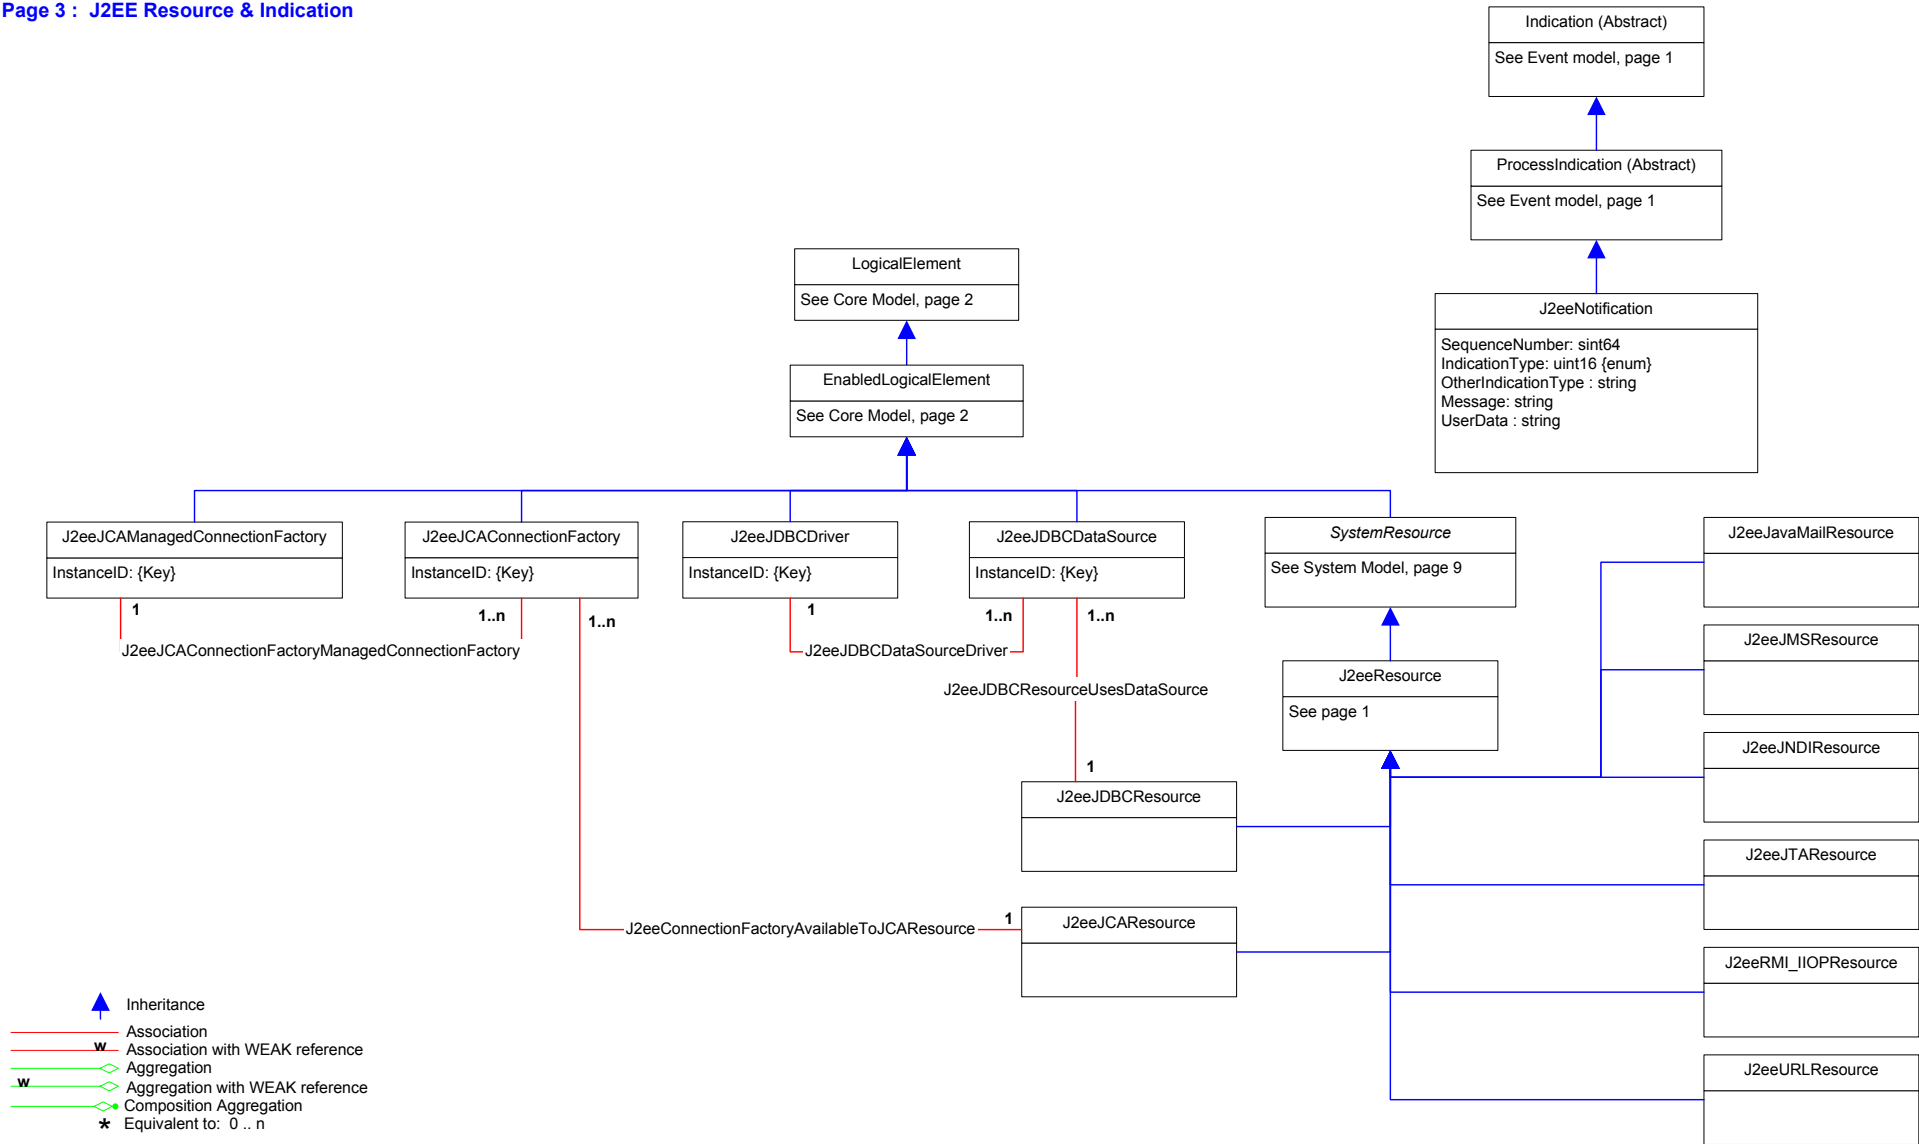 Page 3 :  J2EE Resource & Indication
Indication (Abstract)
See Event model, page 1
ProcessIndication (Abstract)
See Event model, page 1
J2eeNotification
SequenceNumber: sint64
IndicationType: uint16 {enum}
OtherIndicationType : string
Message: string
UserData : string
LogicalElement
See Core Model, page 2
EnabledLogicalElement
See Core Model, page 2
J2eeJCAManagedConnectionFactory
InstanceID: {Key}
J2eeJCAConnectionFactory
InstanceID: {Key}
J2eeJDBCDriver
InstanceID: {Key}
J2eeJDBCDataSource
InstanceID: {Key}
SystemResource
See System Model, page 9
1
1..n
1..n
1
1..n
1..n
J2eeJCAConnectionFactoryManagedConnectionFactory
J2eeJDBCDataSourceDriver
J2eeJDBCResourceUsesDataSource
J2eeResource
See page 1
1
J2eeJDBCResource
J2eeConnectionFactoryAvailableToJCAResource
1
J2eeJCAResource
J2eeJavaMailResource
J2eeJMSResource
J2eeJNDIResource
J2eeJTAResource
J2eeRMI_IIOPResource
J2eeURLResource
Inheritance
Association
w Association with WEAK reference
Aggregation
w Aggregation with WEAK reference
Composition Aggregation
* Equivalent to:  0 .. n